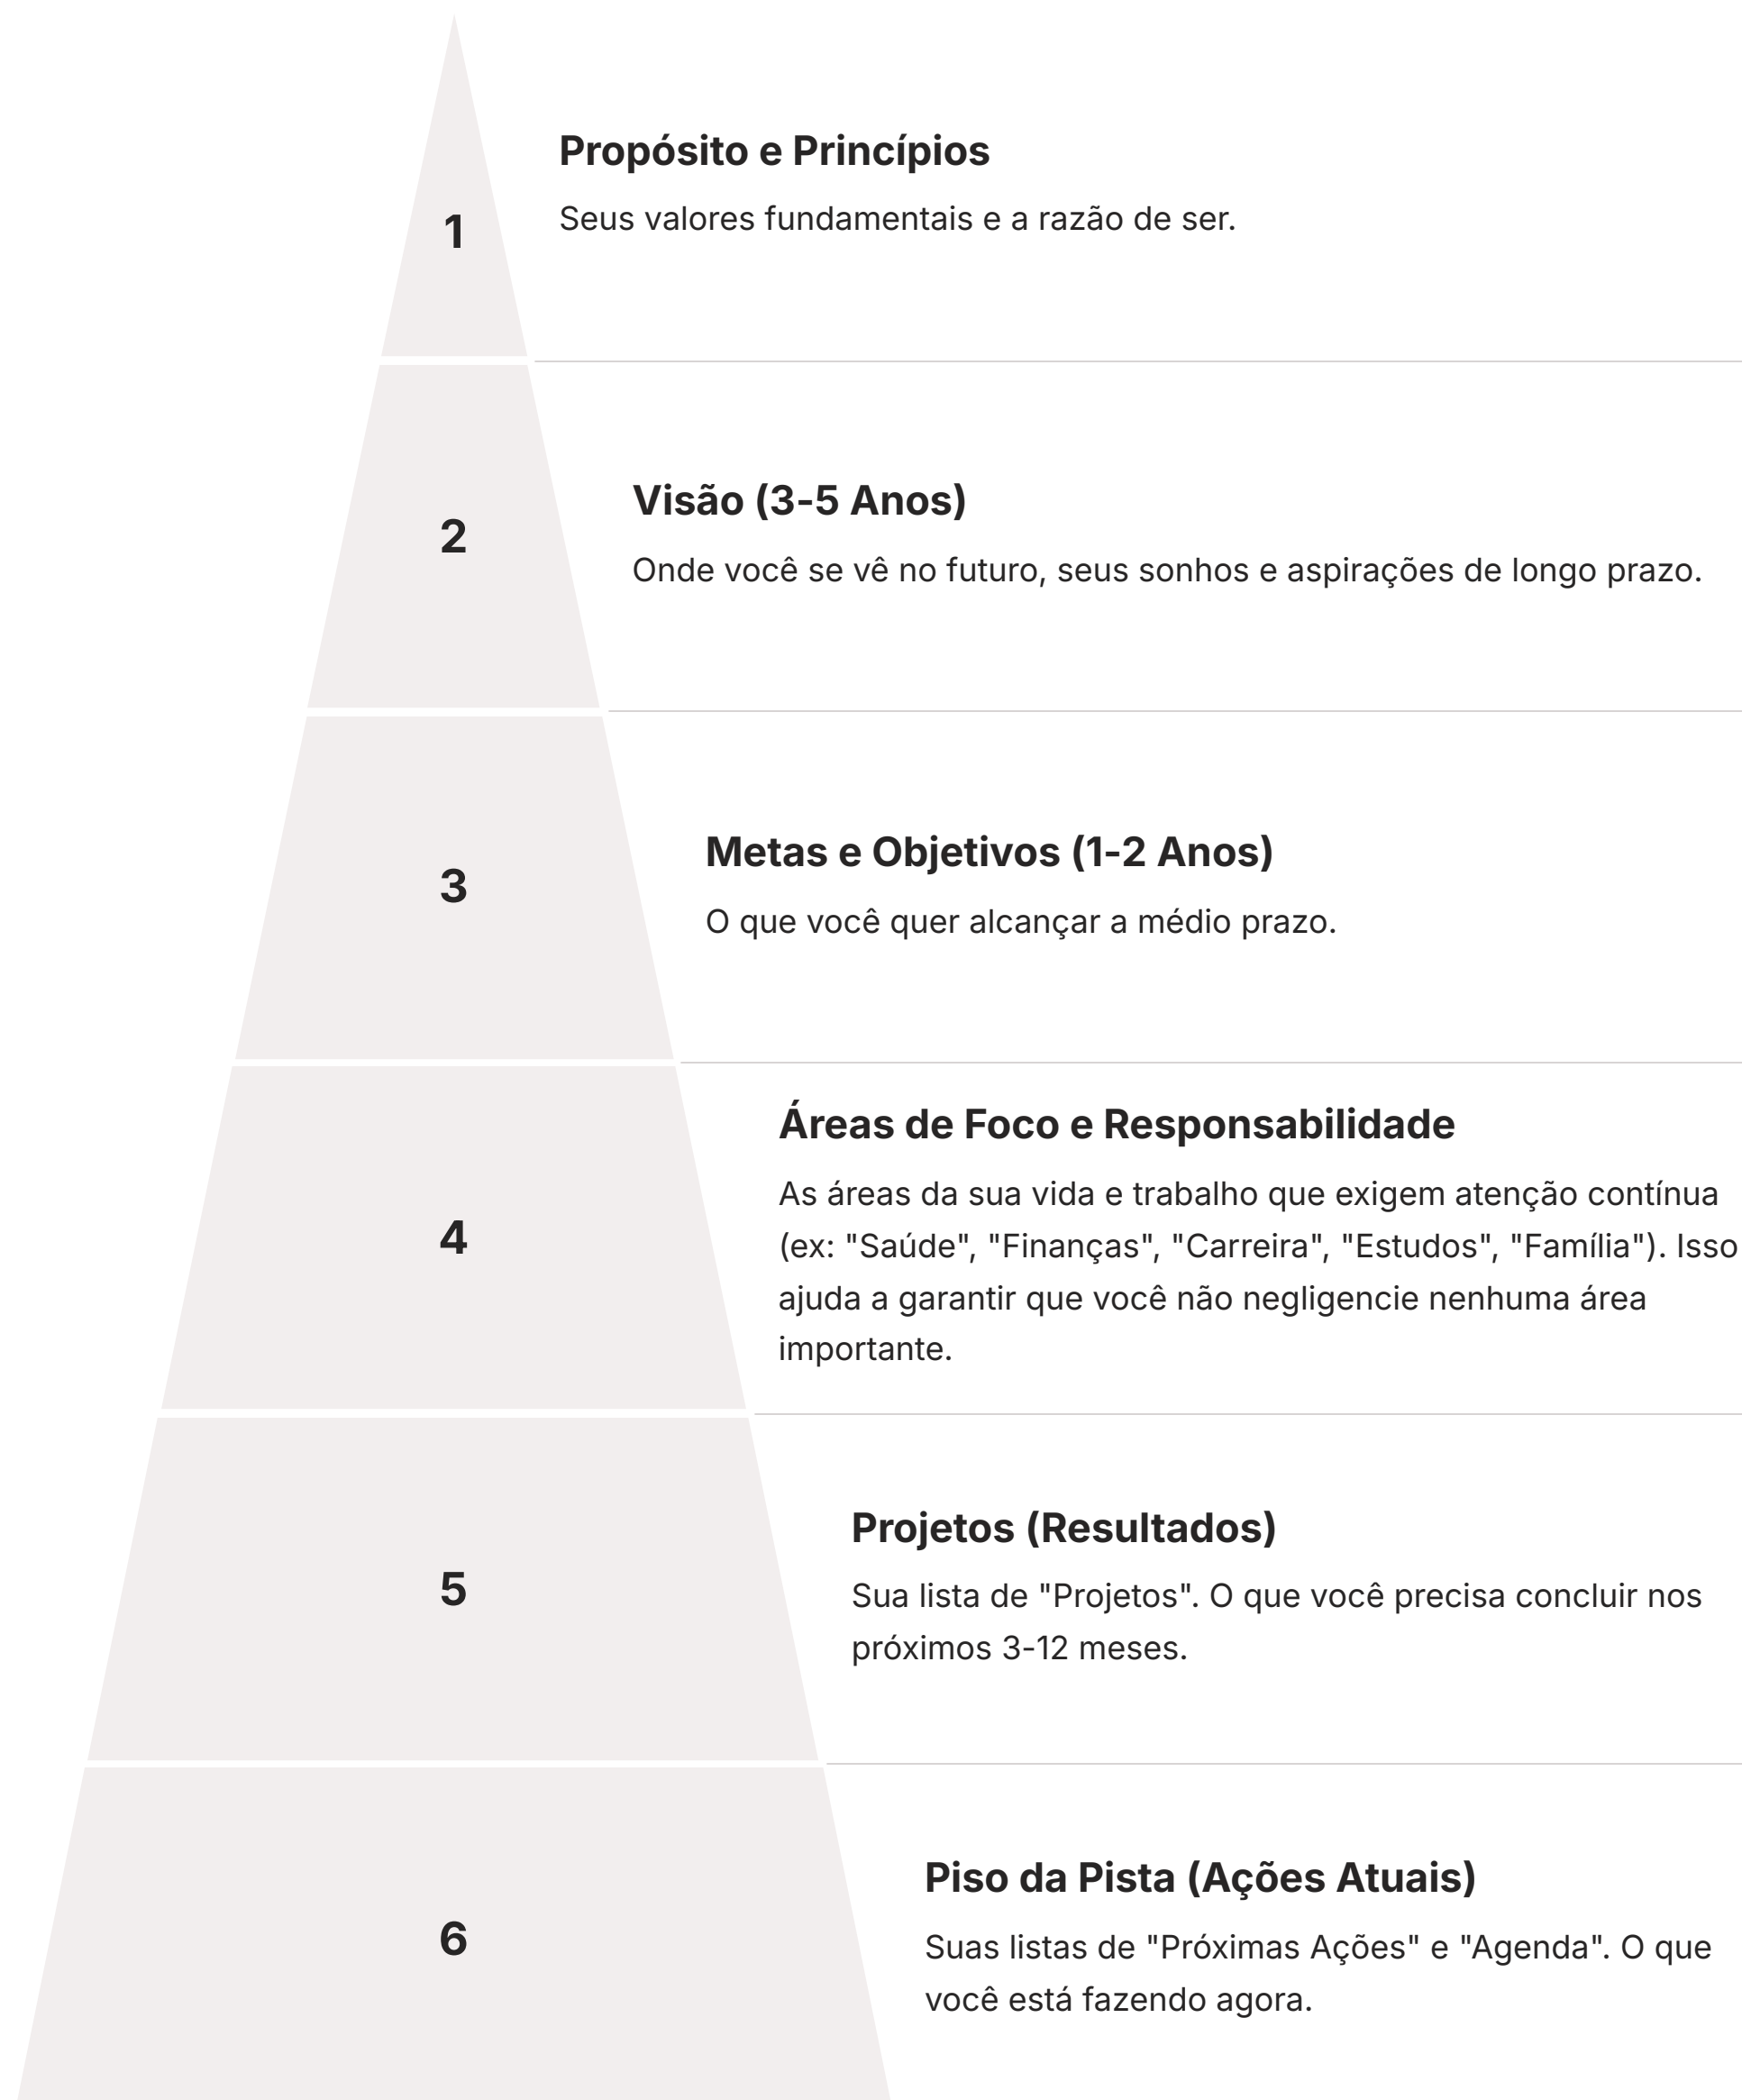 1
Propósito e Princípios
Seus valores fundamentais e a razão de ser.
2
Visão (3-5 Anos)
Onde você se vê no futuro, seus sonhos e aspirações de longo prazo.
3
Metas e Objetivos (1-2 Anos)
O que você quer alcançar a médio prazo.
4
Áreas de Foco e Responsabilidade
As áreas da sua vida e trabalho que exigem atenção contínua
(ex: "Saúde", "Finanças", "Carreira", "Estudos", "Família"). Isso
ajuda a garantir que você não negligencie nenhuma área
importante.
5
Projetos (Resultados)
Sua lista de "Projetos". O que você precisa concluir nos
próximos 3-12 meses.
6
Piso da Pista (Ações Atuais)
Suas listas de "Próximas Ações" e "Agenda". O que
você está fazendo agora.